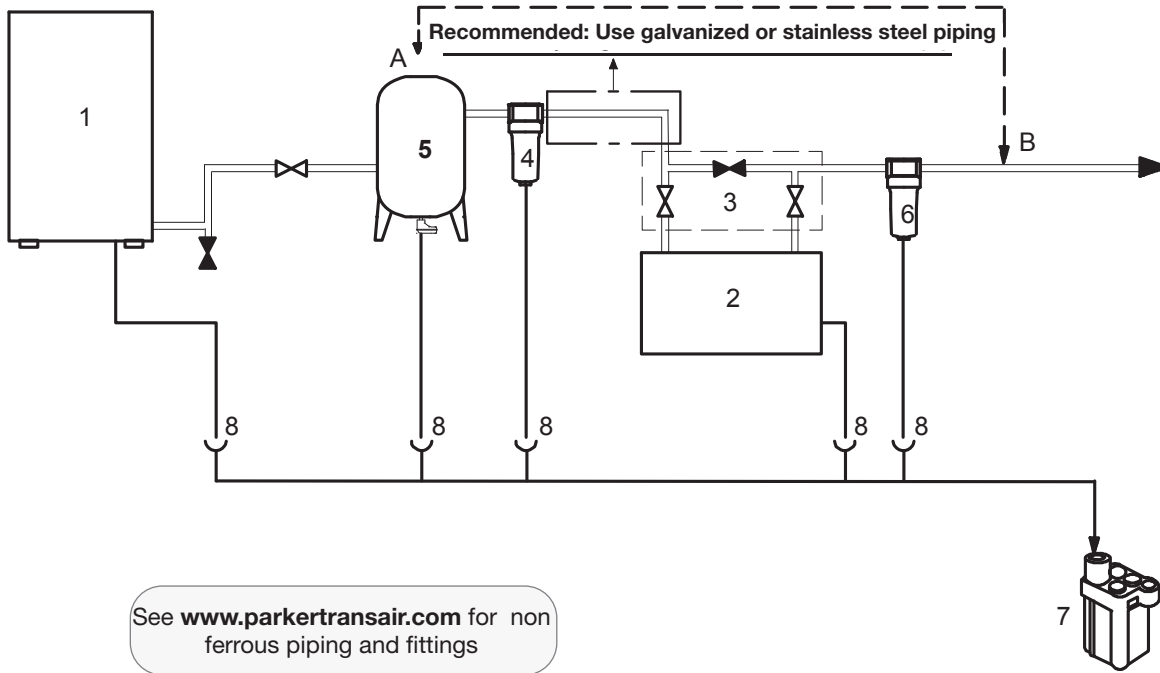 Recommended: Use galvanized or stainless steel piping
A
1
5
4
B
3
6
2
8
8
8
8
8
7
See www.parkertransair.com for non
ferrous piping and fittings